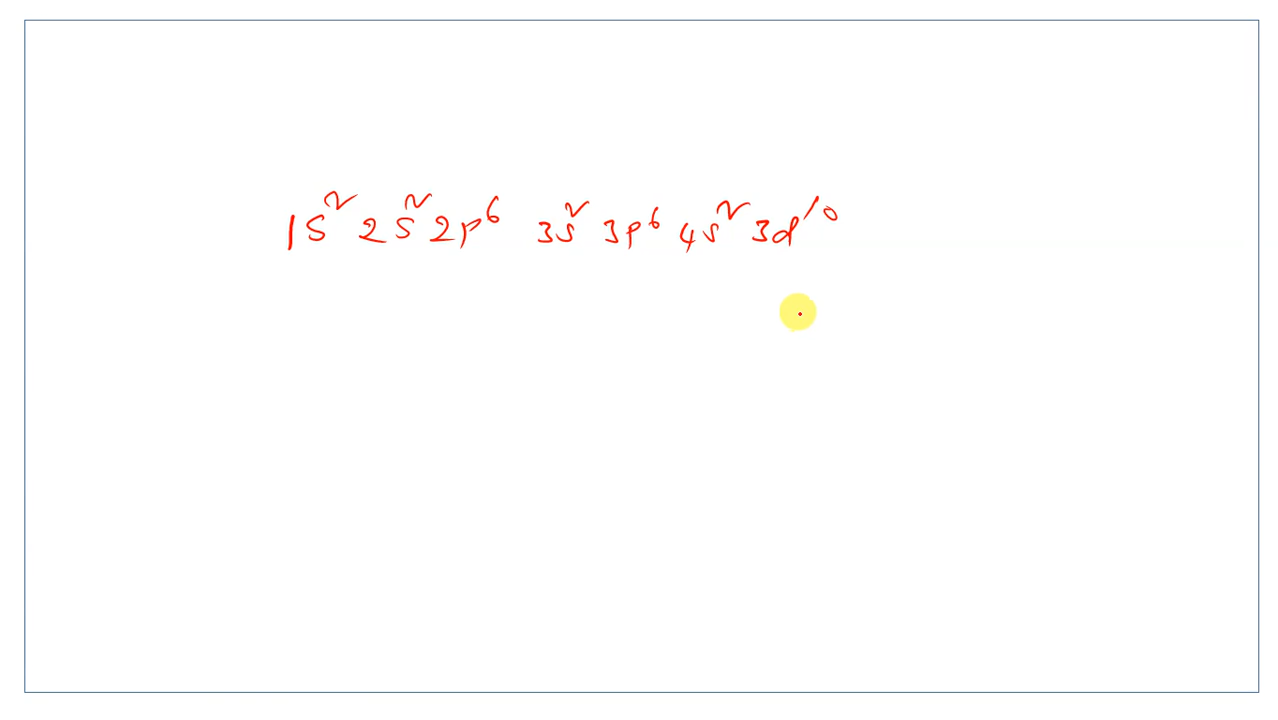 1s² 2s² 2p⁶ 3s² 3p⁶ 4s² 3d¹⁰